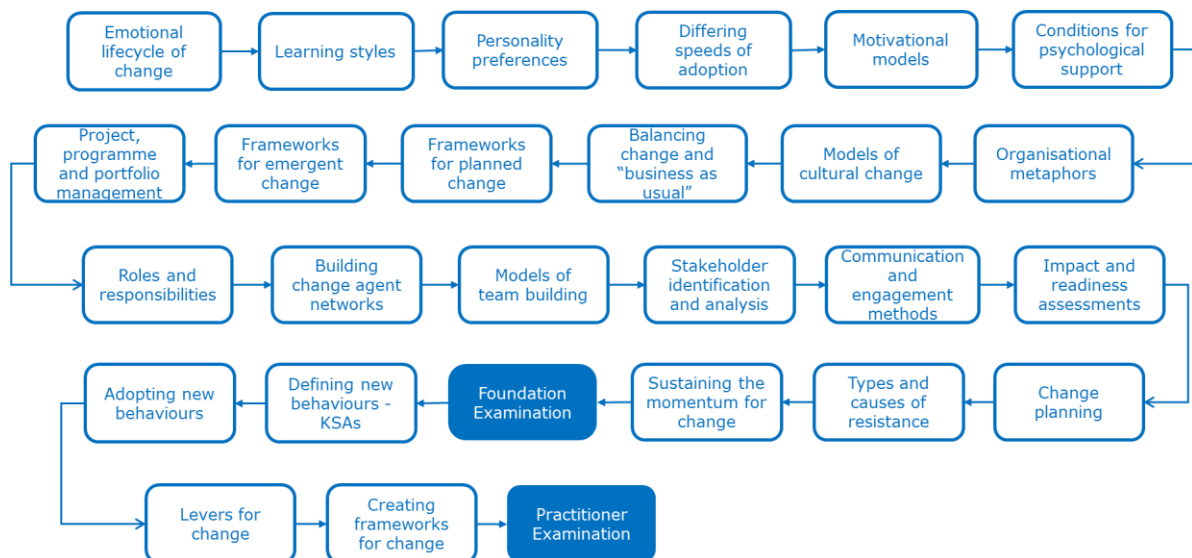 Emotional
lifecycle of
change
Learning styles
Personality
preferences
Differing
speeds of
adoption
Motivational
models
Conditions for
psychological
support
Organisational
metaphors
Models of
cultural change
Balancing
change and
“business as
usual”
Frameworks
for planned
change
Frameworks
for emergent
change
Project,
programme
and portfolio
management
Roles and
responsibilities
Building
change agent
networks
Models of
team building
Stakeholder
identification
and analysis
Communication
and
engagement
methods
Impact and
readiness
assessments
Change
planning
Types and
causes of
resistance
Sustaining the
momentum for
change
Foundation
Examination
Defining new
behaviours -
KSAs
Adopting new
behaviours
Levers for
change
Creating
frameworks
for change
Practitioner
Examination